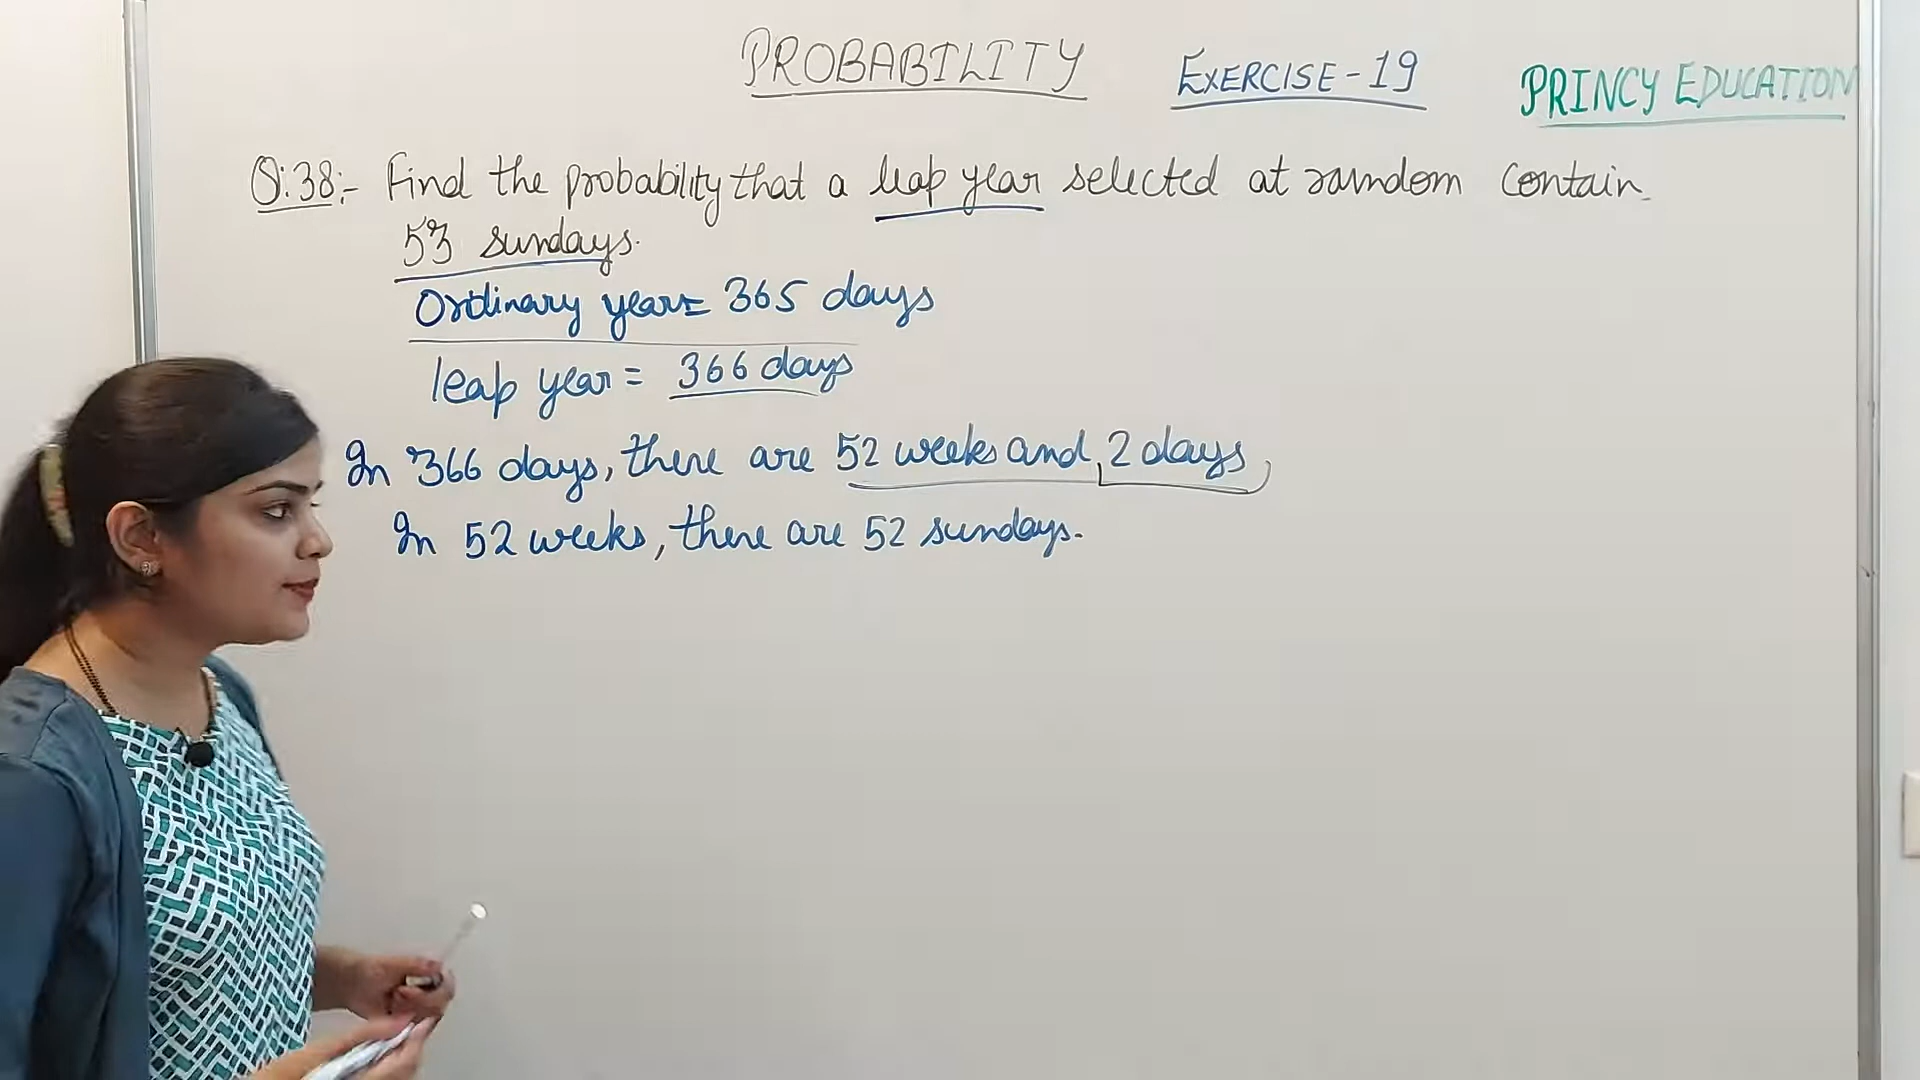 PROBABILITY EXERCISE-19 PRINCY EDUCATION
Q:38:- Find the probability that a leap year selected at random contain
53 sundays.
Ordinary year= 365 days
leap year = 366 days
In 366 days, there are 52 weeks and 2 days,
In 52 weeks, there are 52 sundays.